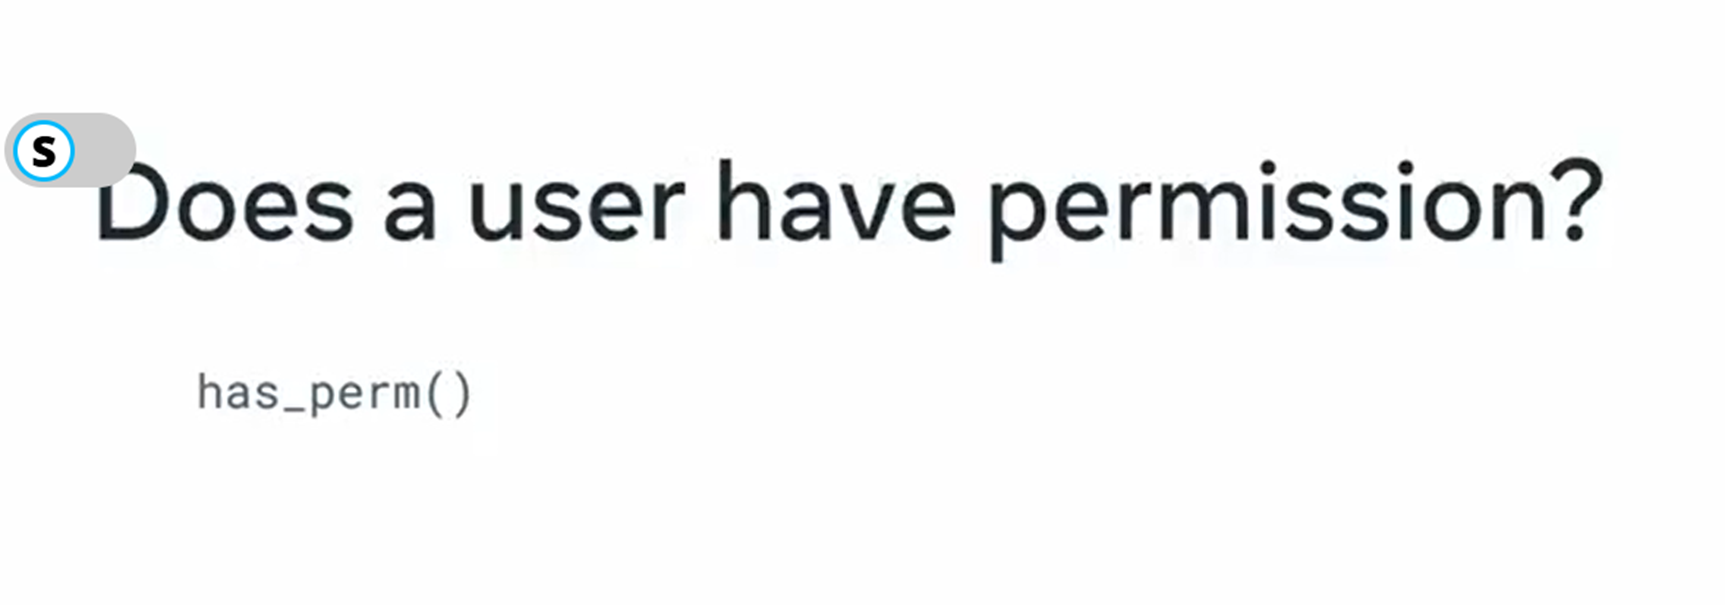 S
Does a user have permission?
has_perm()